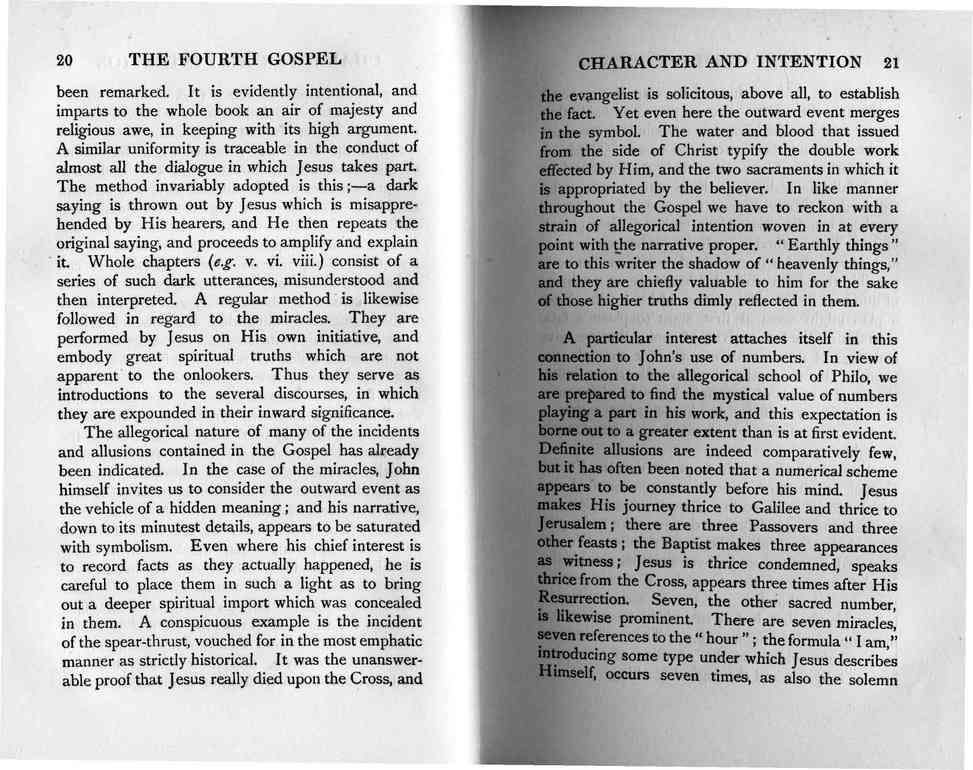 20 THE FOURTH GOSPEL
been remarked. It is evidently intentional, and
imparts to the whole book an air of majesty and
religious awe, in keeping with its high argument.
A similar uniformity is traceable in the conduct of
almost all the dialogue in which Jesus takes part.
The method invariably adopted is this;—a dark
saying is thrown out by Jesus which is misappre-
hended by His hearers, and He then repeats the
original saying, and proceeds to amplify and explain
it. Whole chapters (e.g. v. vi. viii.) consist of a
series of such dark utterances, misunderstood and
then interpreted. A regular method is likewise
followed in regard to the miracles. They are
performed by Jesus on His own initiative, and
embody great spiritual truths which are not
apparent to the onlookers. Thus they serve as
introductions to the several discourses, in which
they are expounded in their inward significance.
The allegorical nature of many of the incidents
and allusions contained in the Gospel has already
been indicated. In the case of the miracles, John
himself invites us to consider the outward event as
the vehicle of a hidden meaning; and his narrative,
down to its minutest details, appears to be saturated
with symbolism. Even where his chief interest is
to record facts as they actually happened, he is
careful to place them in such a light as to bring
out a deeper spiritual import which was concealed
in them. A conspicuous example is the incident
of the spear-thrust, vouched for in the most emphatic
manner as strictly historical. It was the unanswer-
able proof that Jesus really died upon the Cross, and
CHARACTER AND INTENTION 21
the evangelist is solicitous, above all, to establish
the fact. Yet even here the outward event merges
in the symbol. The water and blood that issued
from the side of Christ typify the double work
effected by Him, and the two sacraments in which it
is appropriated by the believer. In like manner
throughout the Gospel we have to reckon with a
strain of allegorical intention woven in at every
point with the narrative proper. "Earthly things"
are to this writer the shadow of "heavenly things,"
and they are chiefly valuable to him for the sake
of those higher truths dimly reflected in them.
A particular interest attaches itself in this
connection to John's use of numbers. In view of
his relation to the allegorical school of Philo, we
are prepared to find the mystical value of numbers
playing a part in his work, and this expectation is
borne out to a greater extent than is at first evident.
Definite allusions are indeed comparatively few,
but it has often been noted that a numerical scheme
appears to be constantly before his mind. Jesus
makes His journey thrice to Galilee and thrice to
Jerusalem; there are three Passovers and three
other feasts; the Baptist makes three appearances
as witness; Jesus is thrice condemned, speaks
thrice from the Cross, appears three times after His
Resurrection. Seven, the other sacred number,
is likewise prominent. There are seven miracles,
seven references to the "hour"; the formula "I am,"
introducing some type under which Jesus describes
Himself, occurs seven times, as also the solemn